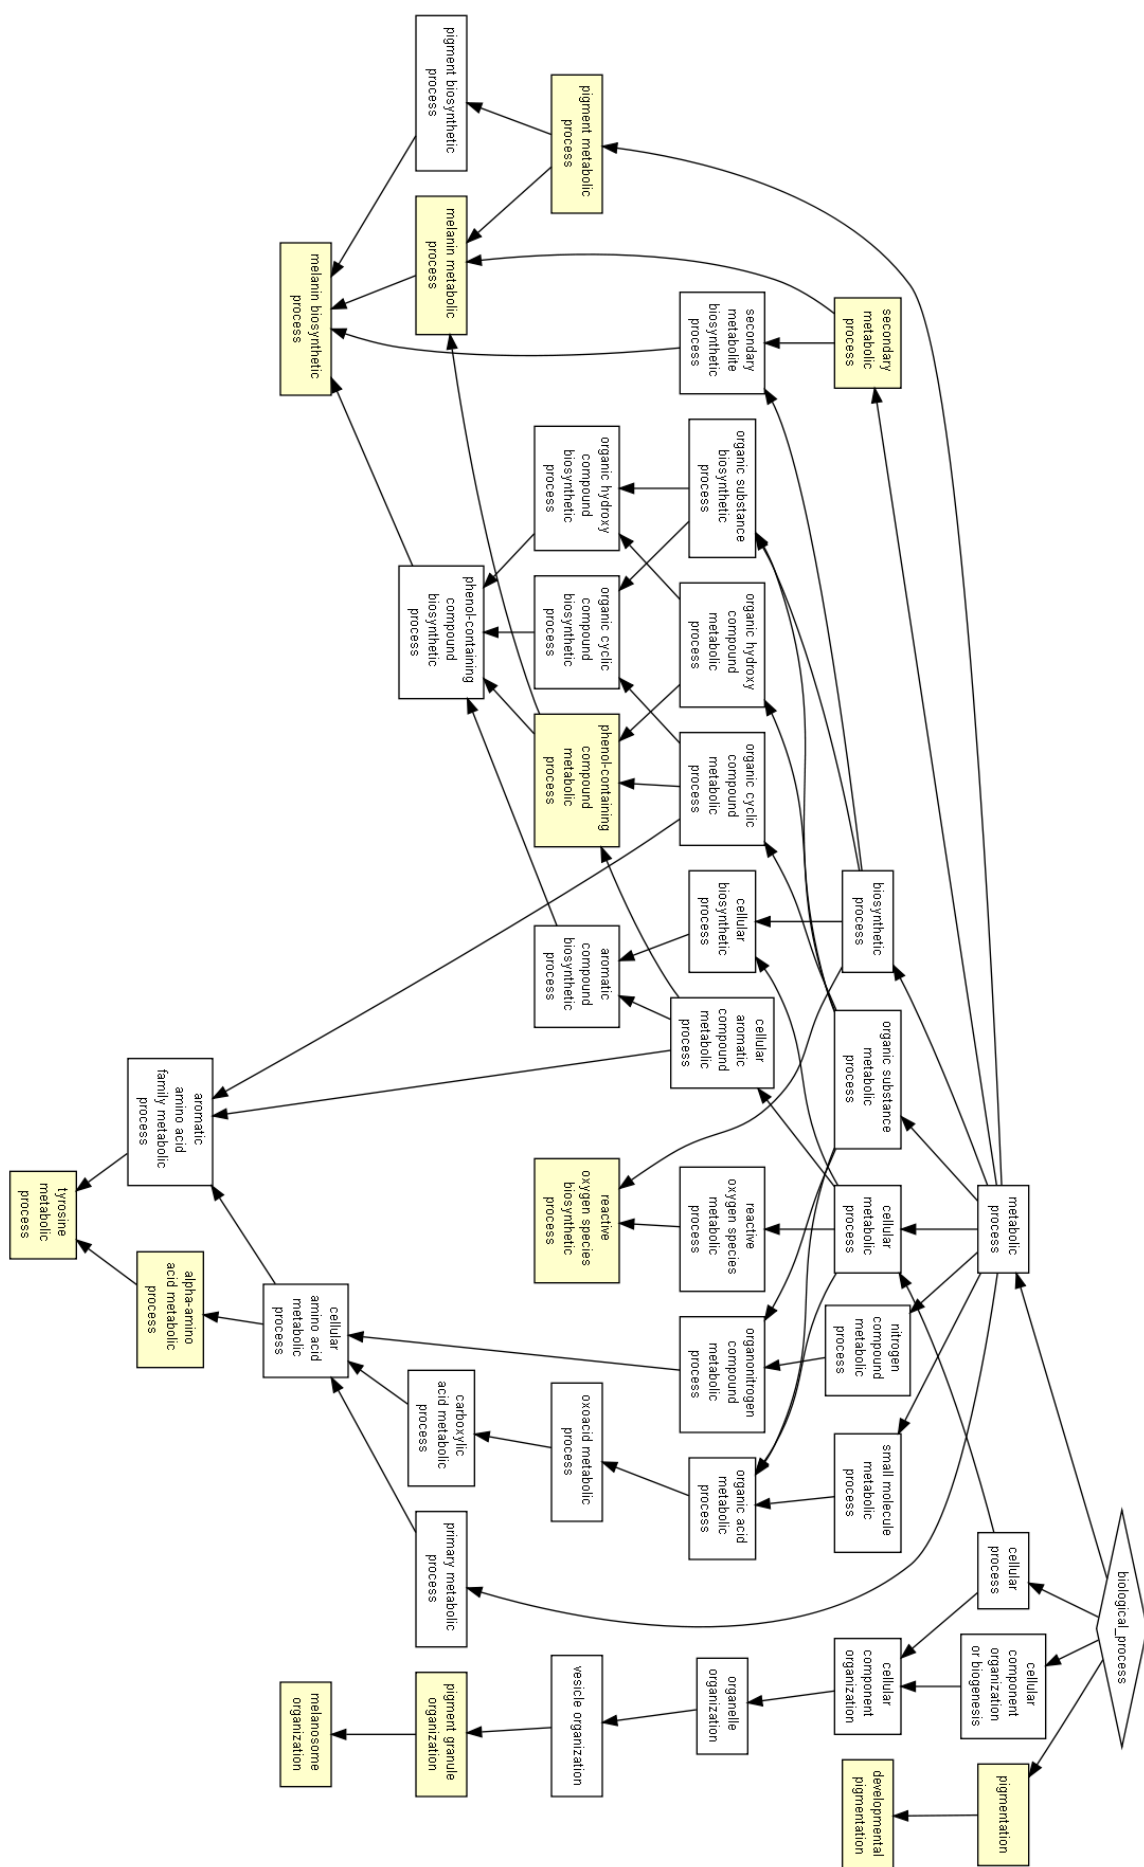 biological_process
metabolic
process
cellular
process
cellular
component
organization
or biogenesis
pigmentation
secondary
metabolic
process
biosynthetic
process
organic substance
metabolic
process
cellular
metabolic
process
nitrogen
compound
metabolic
process
small molecule
metabolic
process
cellular
component
organization
developmental
pigmentation
secondary
metabolite
biosynthetic
process
organic substance
biosynthetic
process
organic hydroxy
compound
metabolic
process
organic cyclic
compound
metabolic
process
cellular
biosynthetic
process
cellular
aromatic
compound
metabolic
process
reactive
oxygen species
metabolic
process
organonitrogen
compound
metabolic
process
organic acid
metabolic
process
organelle
organization
pigment metabolic
process
organic hydroxy
compound
biosynthetic
process
organic cyclic
compound
biosynthetic
process
phenol-containing
compound
metabolic
process
aromatic
compound
biosynthetic
process
reactive
oxygen species
biosynthetic
process
oxoacid metabolic
process
vesicle organization
pigment biosynthetic
process
melanin metabolic
process
phenol-containing
compound
biosynthetic
process
carboxylic
acid metabolic
process
primary metabolic
process
pigment granule
organization
melanin biosynthetic
process
cellular
amino acid
metabolic
process
melanosome
organization
aromatic
amino acid
family metabolic
process
alpha-amino
acid metabolic
process
tyrosine
metabolic
process